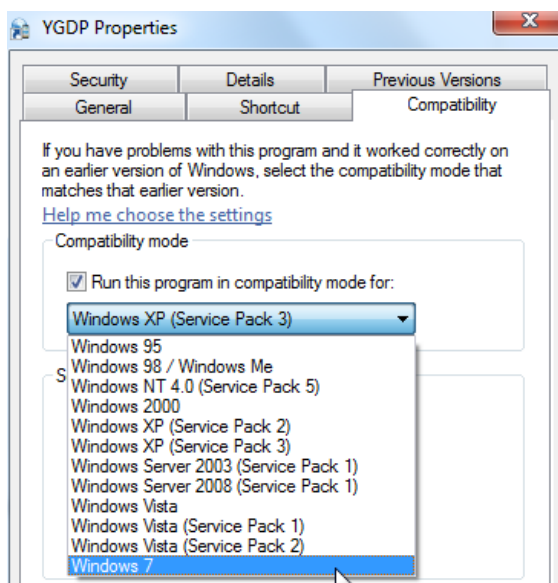 YGDP Properties
Security Details Previous Versions
General Shortcut Compatibility
If you have problems with this program and it worked correctly on
an earlier version of Windows, select the compatibility mode that
matches that earlier version.
Help me choose the settings
Compatibility mode
Run this program in compatibility mode for:
Windows XP (Service Pack 3)
S
Windows 95
Windows 98 / Windows Me
Windows NT 4.0 (Service Pack 5)
Windows 2000
Windows XP (Service Pack 2)
Windows XP (Service Pack 3)
Windows Server 2003 (Service Pack 1)
Windows Server 2008 (Service Pack 1)
Windows Vista
Windows Vista (Service Pack 1)
Windows Vista (Service Pack 2)
Windows 7